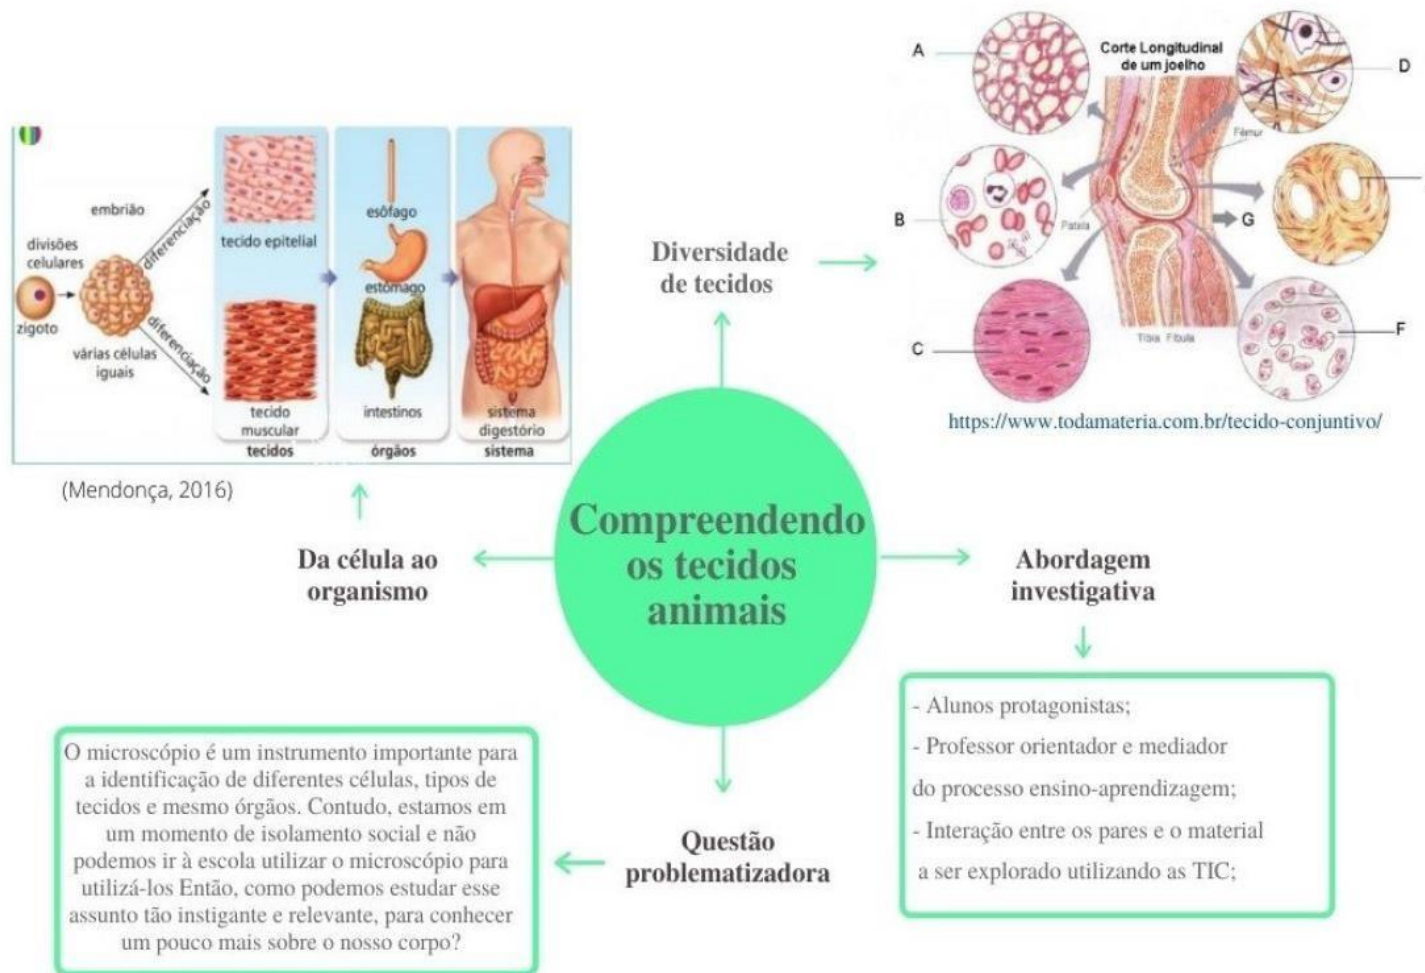 embrião
divisões
celulares
diferenciação
zigoto
diferenciação
várias células
iguais
tecido epitelial
tecido
muscular
tecidos
esôfago
estômago
intestinos
órgãos
sistema
digestório
sistema
(Mendonça, 2016)
Da célula ao
organismo
Diversidade
de tecidos
A
Corte Longitudinal
de um joelho
D
Fêmur
B
Patela
G
C
Tíbia Fíbula
F
https://www.todamateria.com.br/tecido-conjuntivo/
Compreendendo
os tecidos
animais
Abordagem
investigativa
- Alunos protagonistas;
- Professor orientador e mediador
do processo ensino-aprendizagem;
- Interação entre os pares e o material
a ser explorado utilizando as TIC;
Questão
problematizadora
O microscópio é um instrumento importante para
a identificação de diferentes células, tipos de
tecidos e mesmo órgãos. Contudo, estamos em
um momento de isolamento social e não
podemos ir à escola utilizar o microscópio para
utilizá-los Então, como podemos estudar esse
assunto tão instigante e relevante, para conhecer
um pouco mais sobre o nosso corpo?